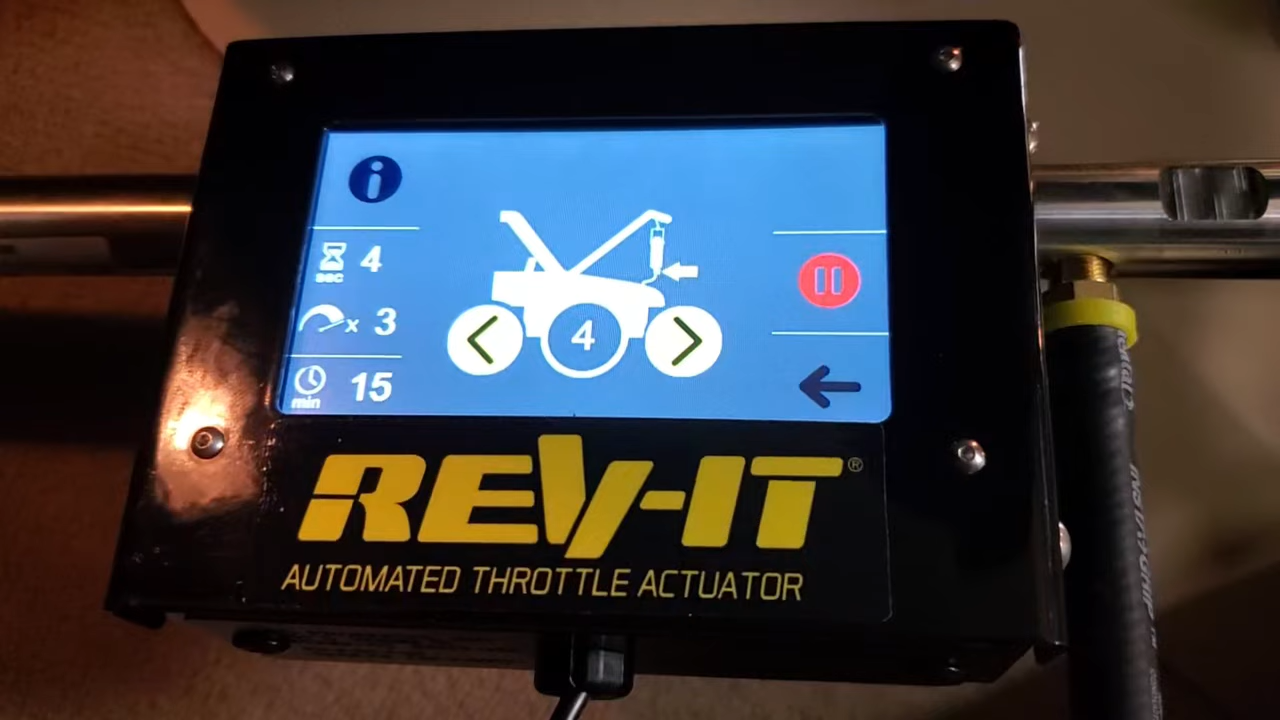 i
sec 4
x 3
min 15
4
REV-IT®
AUTOMATED THROTTLE ACTUATOR